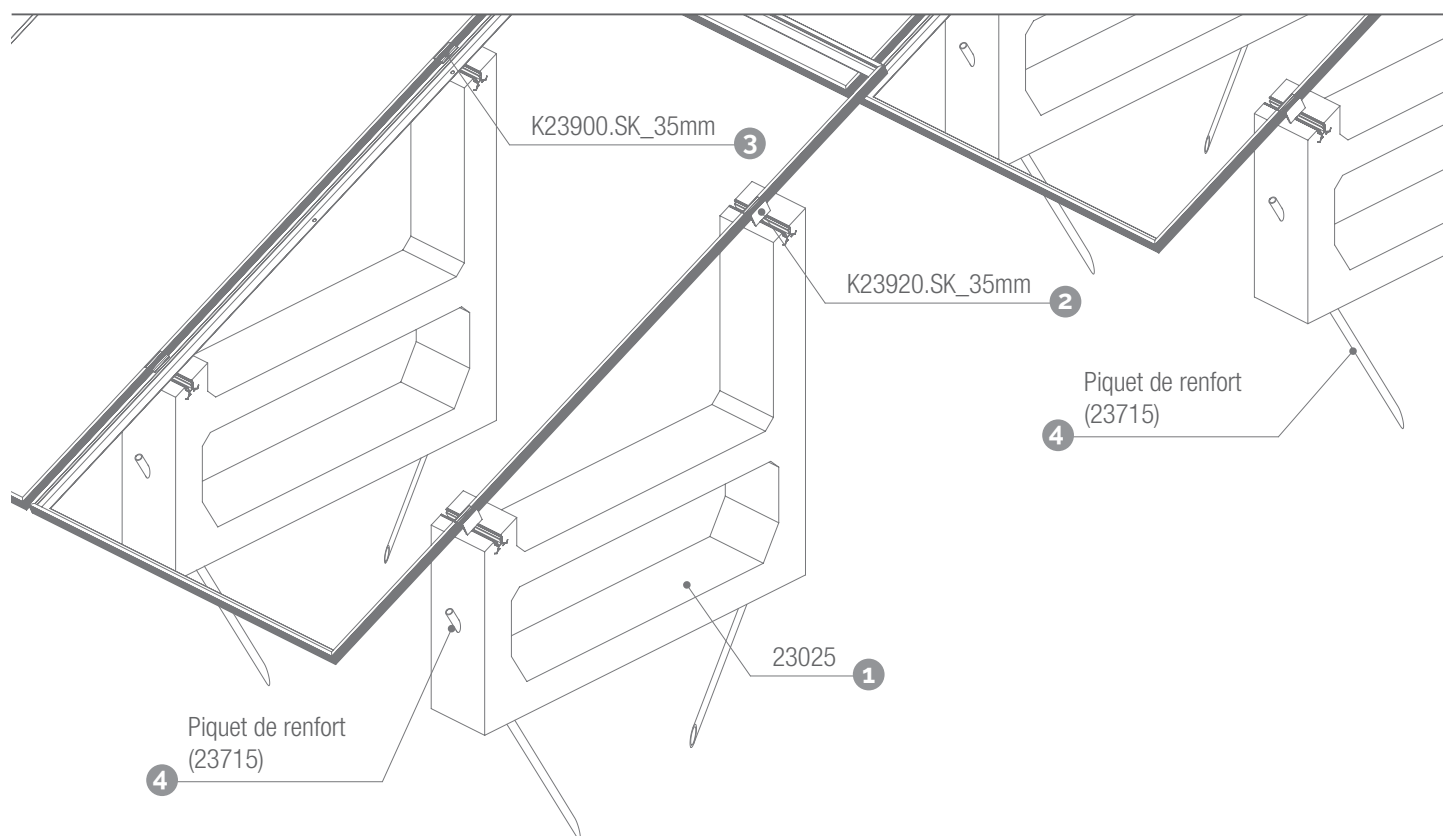 K23900.SK_35mm
3
K23920.SK_35mm
2
Piquet de renfort
(23715)
4
23025
1
Piquet de renfort
(23715)
4